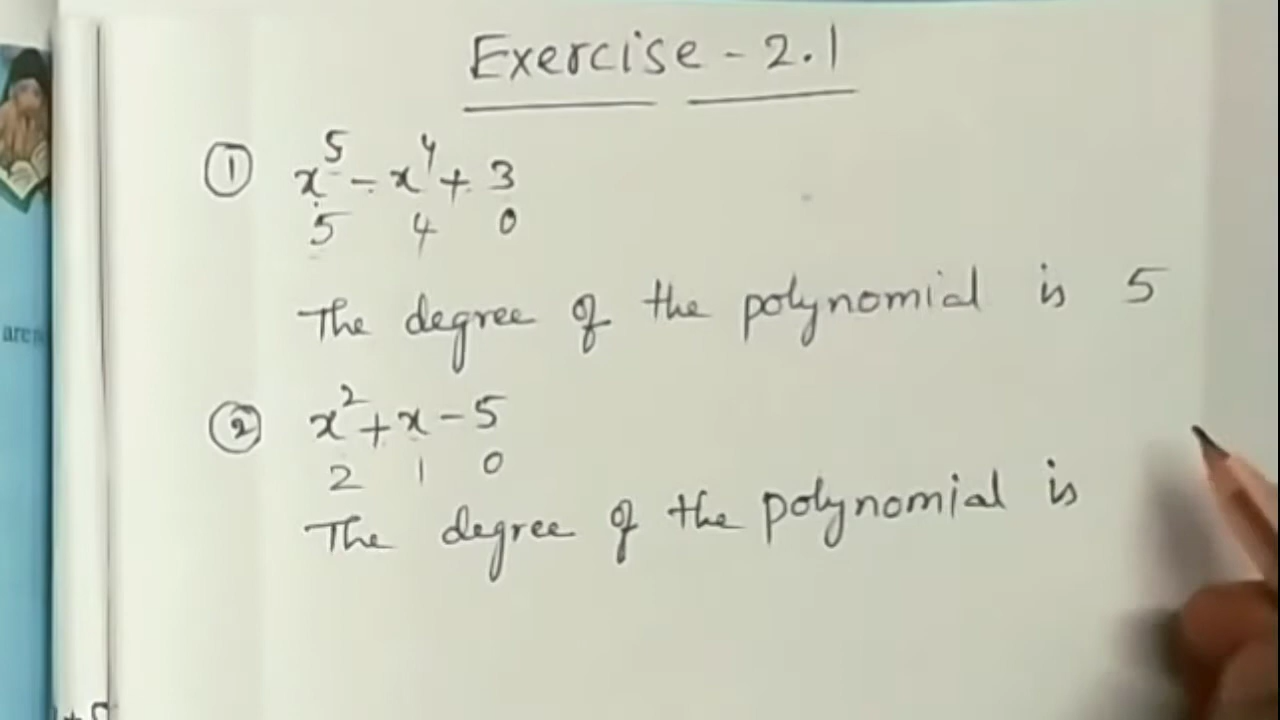 Exercise - 2.1
① x⁵ - x⁴ + 3
5 4 0
The degree of the polynomial is 5
② x² + x - 5
2 1 0
The degree of the polynomial is
are